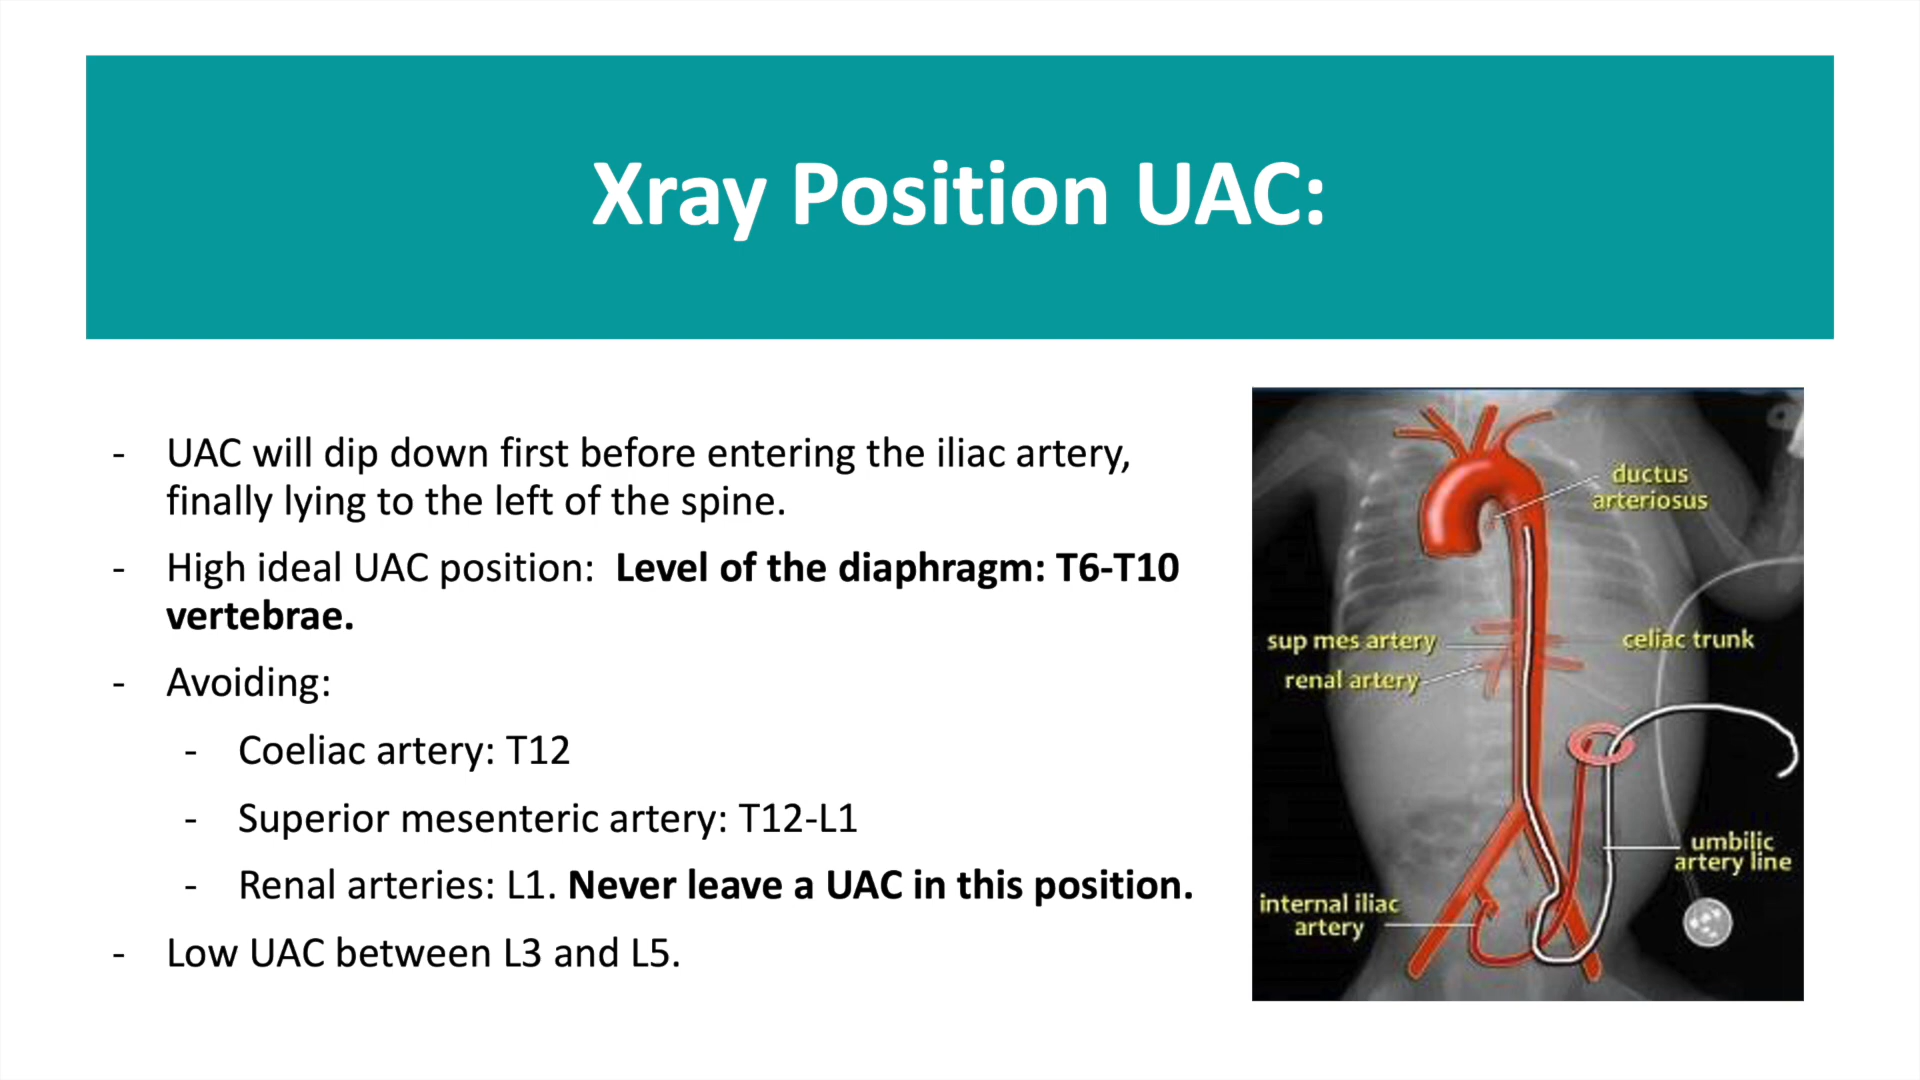 Xray Position UAC:
- UAC will dip down first before entering the iliac artery,
finally lying to the left of the spine.
- High ideal UAC position:  Level of the diaphragm: T6-T10
vertebrae.
- Avoiding:
- Coeliac artery: T12
- Superior mesenteric artery: T12-L1
- Renal arteries: L1. Never leave a UAC in this position.
- Low UAC between L3 and L5.
ductus
arteriosus
sup mes artery
celiac trunk
renal artery
umbilic
artery line
internal iliac
artery